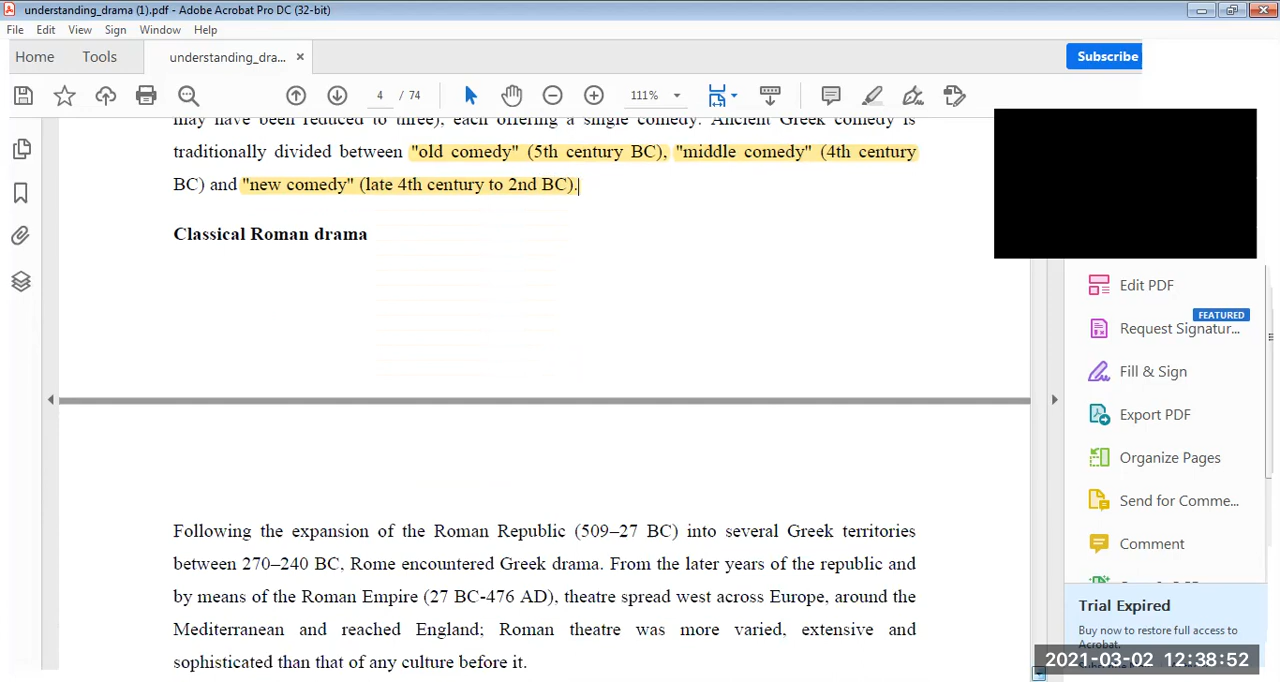 understanding_drama (1).pdf - Adobe Acrobat Pro DC (32-bit)
File Edit View Sign Window Help
Home Tools understanding_dra... × Subscribe
4 / 74 111%
may have been reduced to three), each offering a single comedy. Ancient Greek comedy is
traditionally divided between "old comedy" (5th century BC), "middle comedy" (4th century
BC) and "new comedy" (late 4th century to 2nd BC).
Classical Roman drama
Following the expansion of the Roman Republic (509–27 BC) into several Greek territories
between 270–240 BC, Rome encountered Greek drama. From the later years of the republic and
by means of the Roman Empire (27 BC-476 AD), theatre spread west across Europe, around the
Mediterranean and reached England; Roman theatre was more varied, extensive and
sophisticated than that of any culture before it.
Edit PDF
FEATURED
Request Signatur...
Fill & Sign
Export PDF
Organize Pages
Send for Comme...
Comment
Trial Expired
Buy now to restore full access to
Acrobat.
2021-03-02 12:38:52